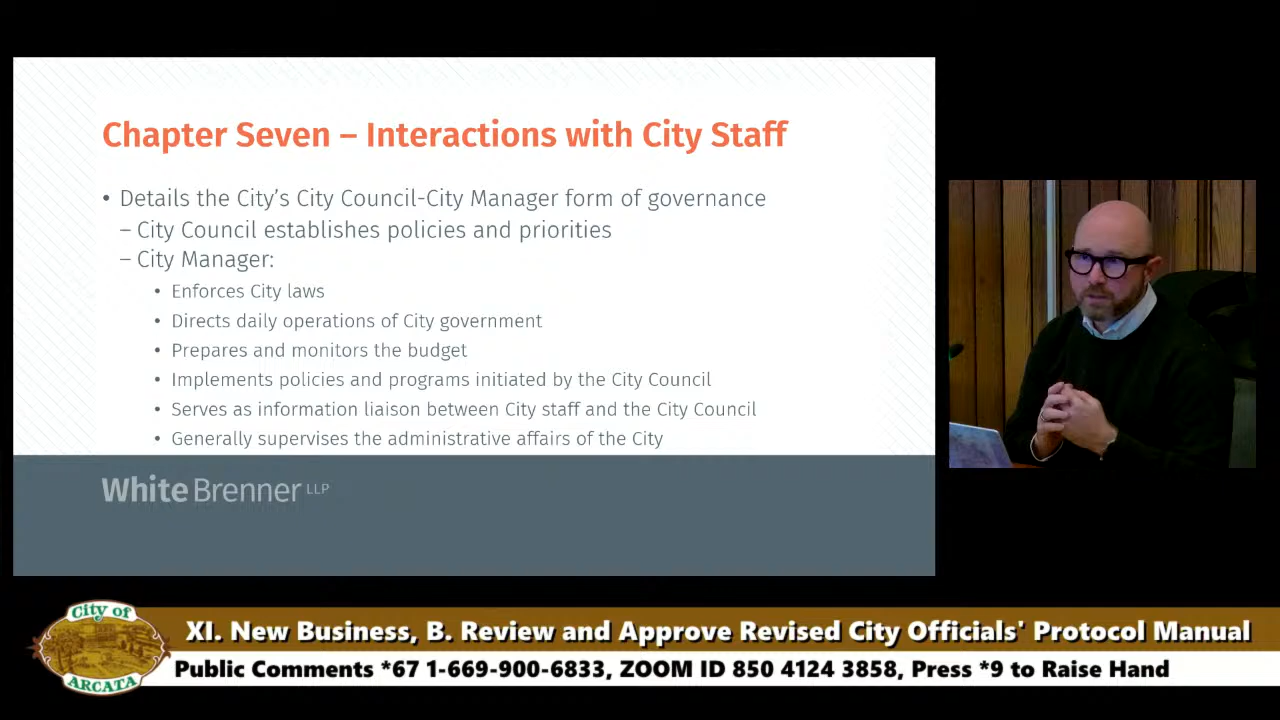 Chapter Seven – Interactions with City Staff
• Details the City's City Council-City Manager form of governance
– City Council establishes policies and priorities
– City Manager:
• Enforces City laws
• Directs daily operations of City government
• Prepares and monitors the budget
• Implements policies and programs initiated by the City Council
• Serves as information liaison between City staff and the City Council
• Generally supervises the administrative affairs of the City
WhiteBrenner LLP
City of
ARCATA
XI. New Business, B. Review and Approve Revised City Officials' Protocol Manual
Public Comments *67 1-669-900-6833, ZOOM ID 850 4124 3858, Press *9 to Raise Hand